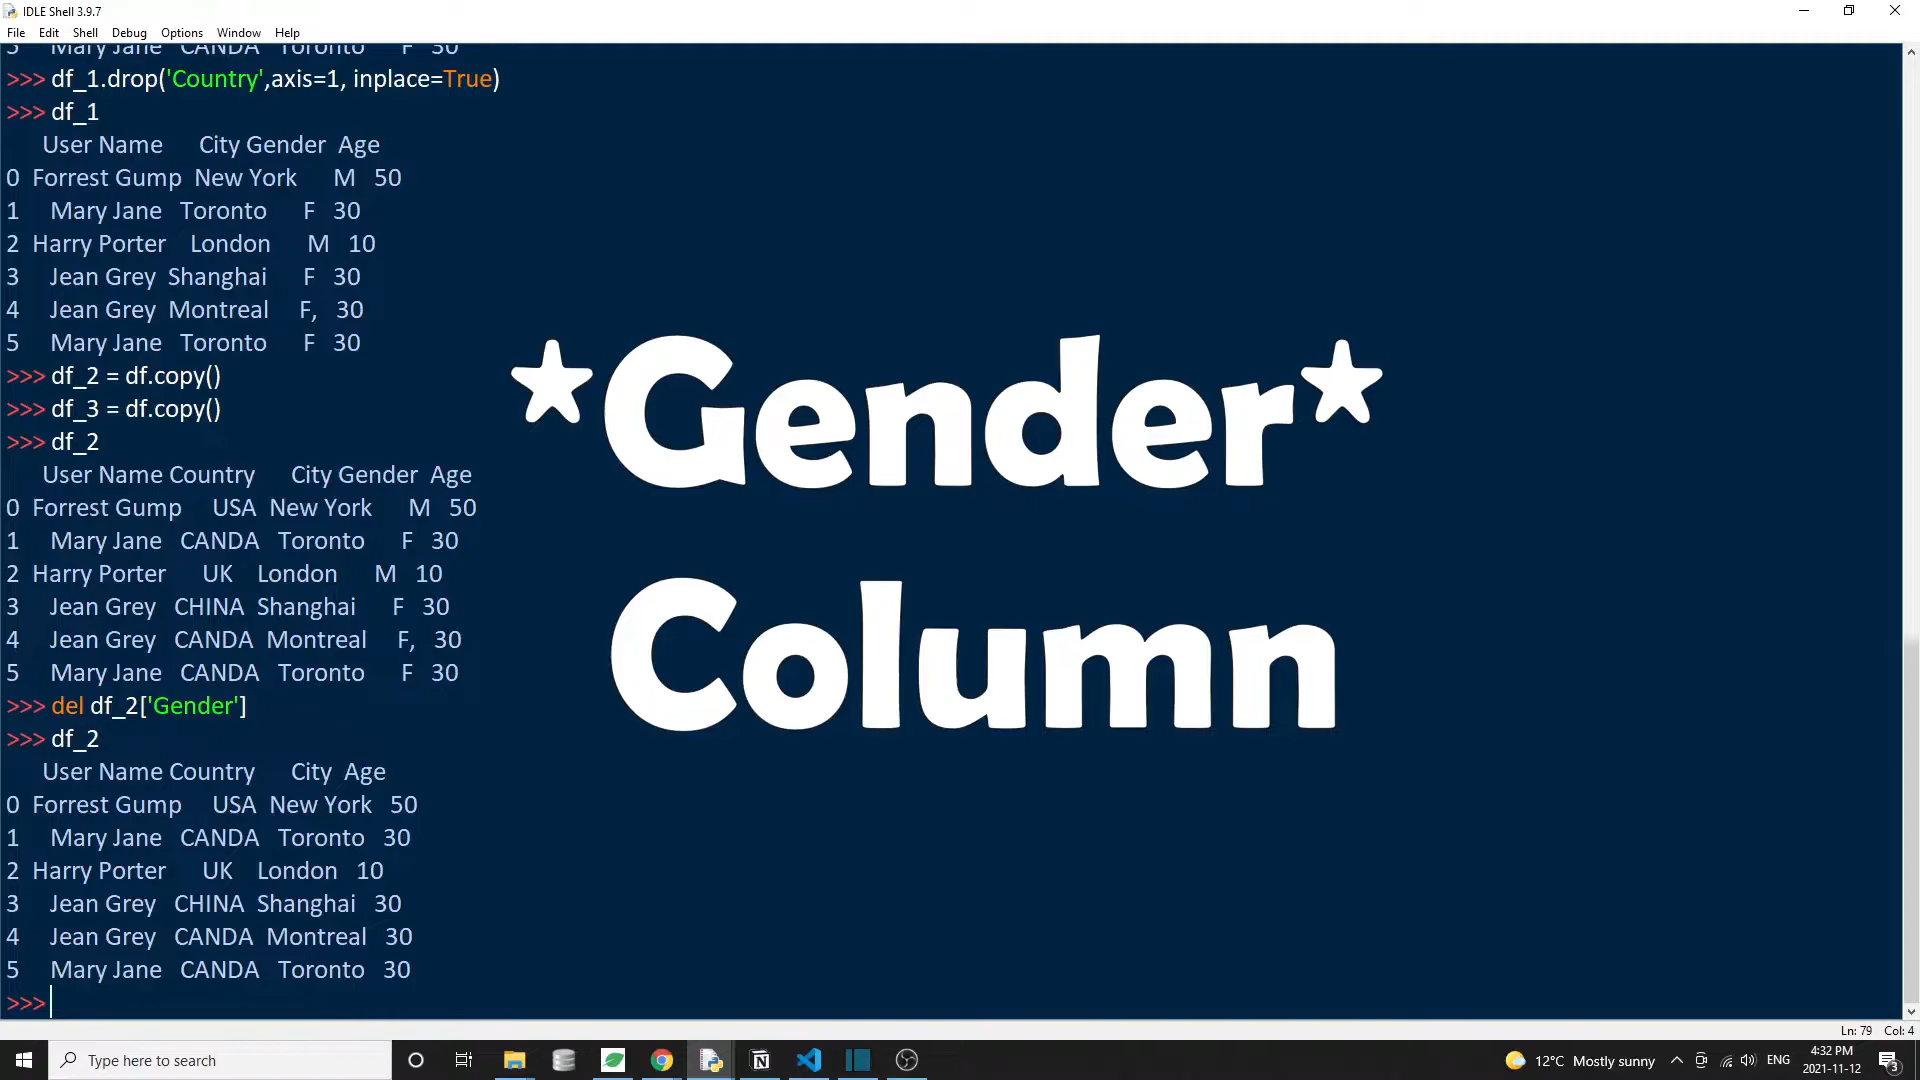 IDLE Shell 3.9.7
File Edit Shell Debug Options Window Help
5 Mary Jane CANDA Toronto F 30
>>> df_1.drop('Country',axis=1, inplace=True)
>>> df_1
User Name City Gender Age
0 Forrest Gump New York M 50
1 Mary Jane Toronto F 30
2 Harry Porter London M 10
3 Jean Grey Shanghai F 30
4 Jean Grey Montreal F, 30
5 Mary Jane Toronto F 30
>>> df_2 = df.copy()
>>> df_3 = df.copy()
>>> df_2
User Name Country City Gender Age
0 Forrest Gump USA New York M 50
1 Mary Jane CANDA Toronto F 30
2 Harry Porter UK London M 10
3 Jean Grey CHINA Shanghai F 30
4 Jean Grey CANDA Montreal F, 30
5 Mary Jane CANDA Toronto F 30
>>> del df_2['Gender']
>>> df_2
User Name Country City Age
0 Forrest Gump USA New York 50
1 Mary Jane CANDA Toronto 30
2 Harry Porter UK London 10
3 Jean Grey CHINA Shanghai 30
4 Jean Grey CANDA Montreal 30
5 Mary Jane CANDA Toronto 30
>>>
*Gender*
Column
Ln: 79 Col: 4
Type here to search
12°C Mostly sunny
ENG
4:32 PM
2021-11-12
3